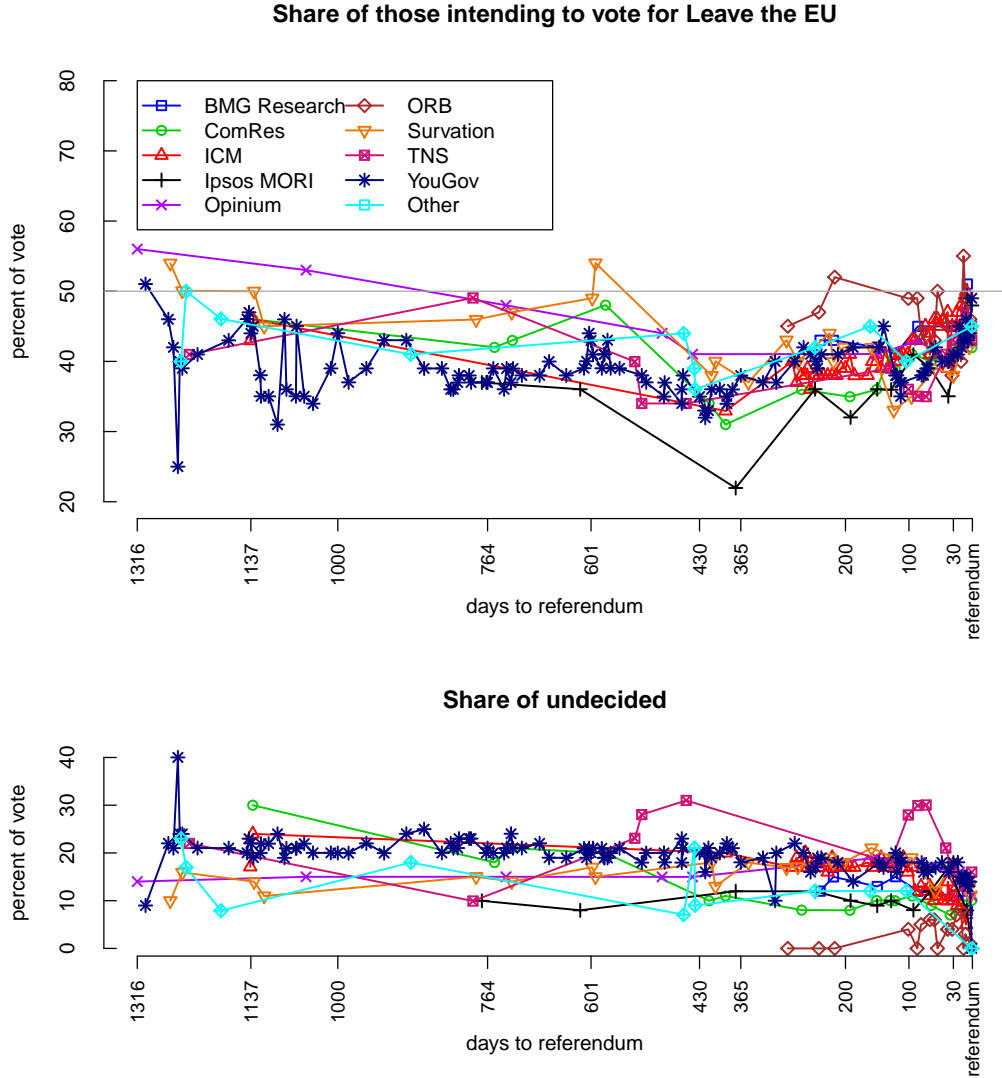 Share of those intending to vote for Leave the EU
percent of vote
80
70
60
50
40
30
20
BMG Research
ComRes
ICM
Ipsos MORI
Opinium
ORB
Survation
TNS
YouGov
Other
1316
1137
1000
764
601
430
365
200
100
30
referendum
days to referendum
Share of undecided
percent of vote
40
30
20
10
0
1316
1137
1000
764
601
430
365
200
100
30
referendum
days to referendum